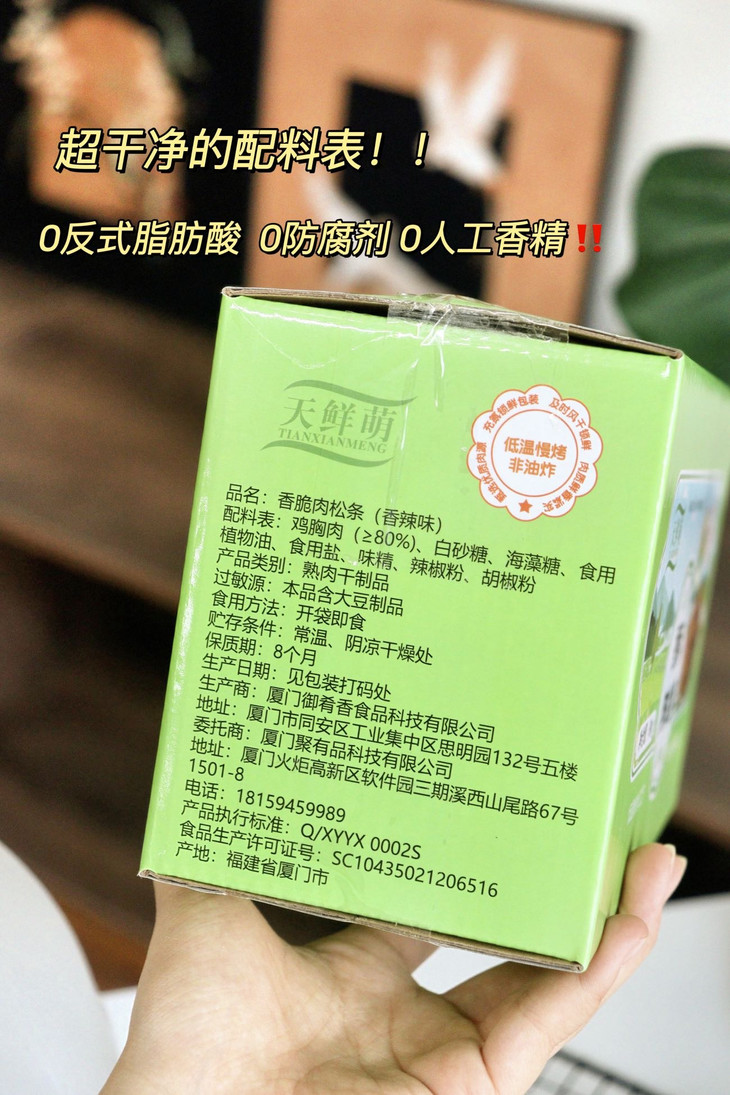 超干净的配料表！！
0反式脂肪酸 0防腐剂 0人工香精‼️
天鲜萌
TIANXIANMENG
充氮锁鲜包装 及时风干锁鲜
低温慢烤
非油炸
品名：香脆肉松条（香辣味）
配料表：鸡胸肉（≥80%）、白砂糖、海藻糖、食用
植物油、食用盐、味精、辣椒粉、胡椒粉
产品类别：熟肉干制品
过敏源：本品含大豆制品
食用方法：开袋即食
贮存条件：常温、阴凉干燥处
保质期：8个月
生产日期：见包装打码处
生产商：厦门御肴香食品科技有限公司
地址：厦门市同安区工业集中区思明园132号五楼
委托商：厦门聚有品科技有限公司
地址：厦门火炬高新区软件园三期溪西山尾路67号
1501-8
电话：18159459989
产品执行标准：Q/XYYX 0002S
食品生产许可证号：SC10435021206516
产地：福建省厦门市